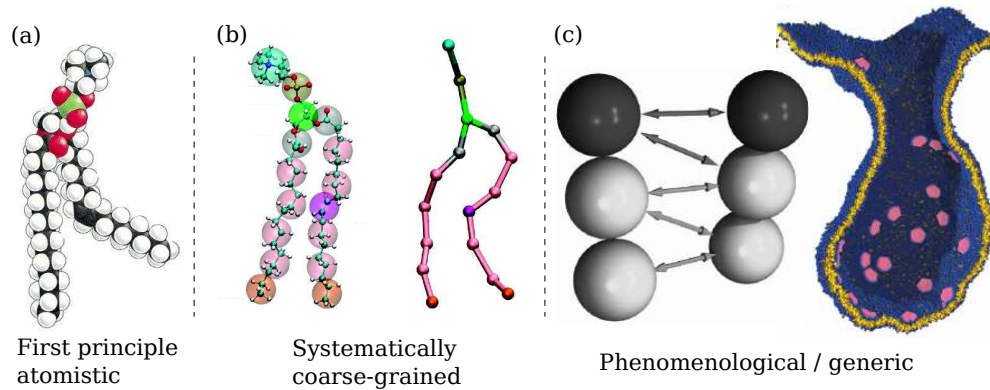 (a)
(b)
(c)
First principle
atomistic
Systematically
coarse-grained
Phenomenological / generic